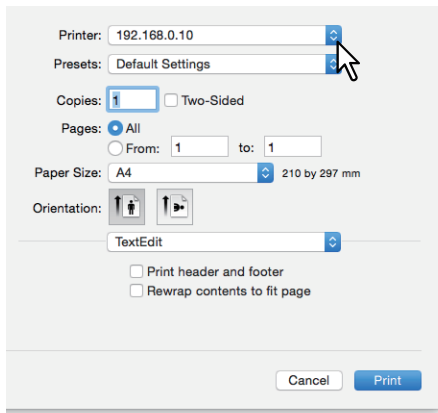 Printer: 192.168.0.10
Presets: Default Settings
Copies: 1 Two-Sided
Pages: All
From: 1 to: 1
Paper Size: A4 210 by 297 mm
Orientation:
TextEdit
Print header and footer
Rewrap contents to fit page
Cancel Print